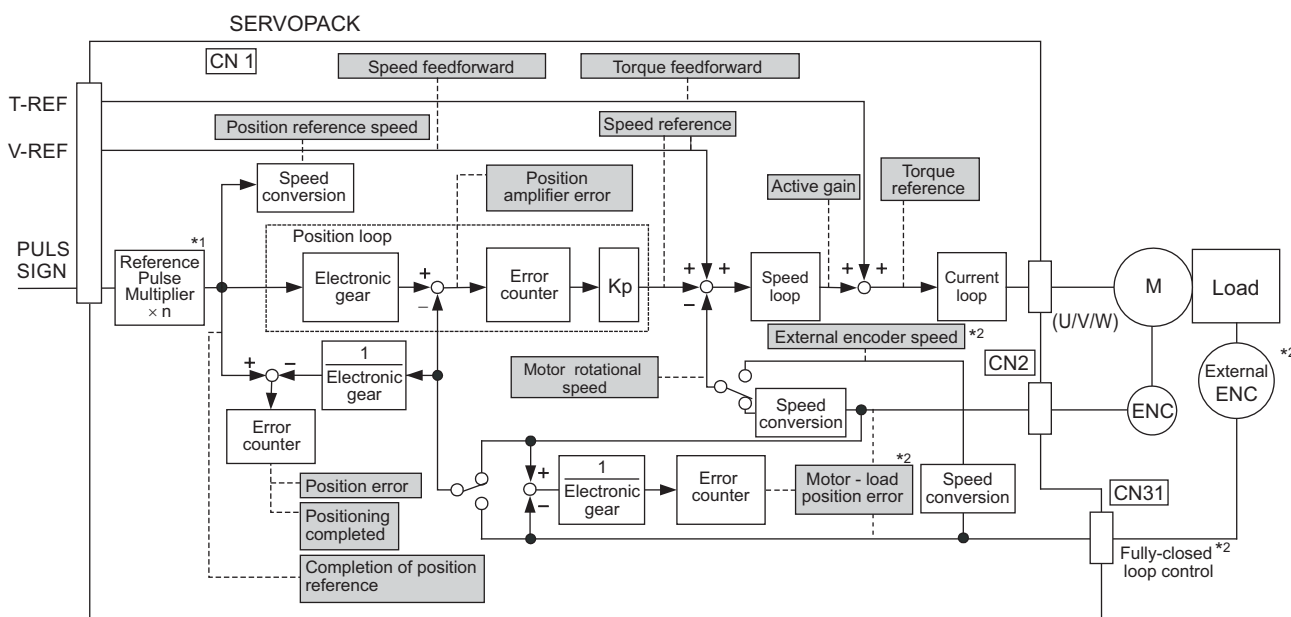 SERVOPACK
CN 1
Speed feedforward
Torque feedforward
T-REF
Position reference speed
Speed reference
V-REF
Speed
conversion
Position
amplifier error
Active gain
Torque
reference
PULS
SIGN
*1
Reference
Pulse
Multiplier
× n
Position loop
Electronic
gear
+
−
Error
counter
Kp
+
+
−
Speed
loop
+
+
Current
loop
(U/V/W)
M
Load
External encoder speed
*2
CN2
*2
External
ENC
+
−
1
Electronic
gear
Motor rotational
speed
Speed
conversion
ENC
Error
counter
*2
+
−
1
Electronic
gear
Error
counter
Motor - load
position error
Speed
conversion
CN31
Position error
Positioning
completed
Fully-closed *2
loop control
Completion of position
reference